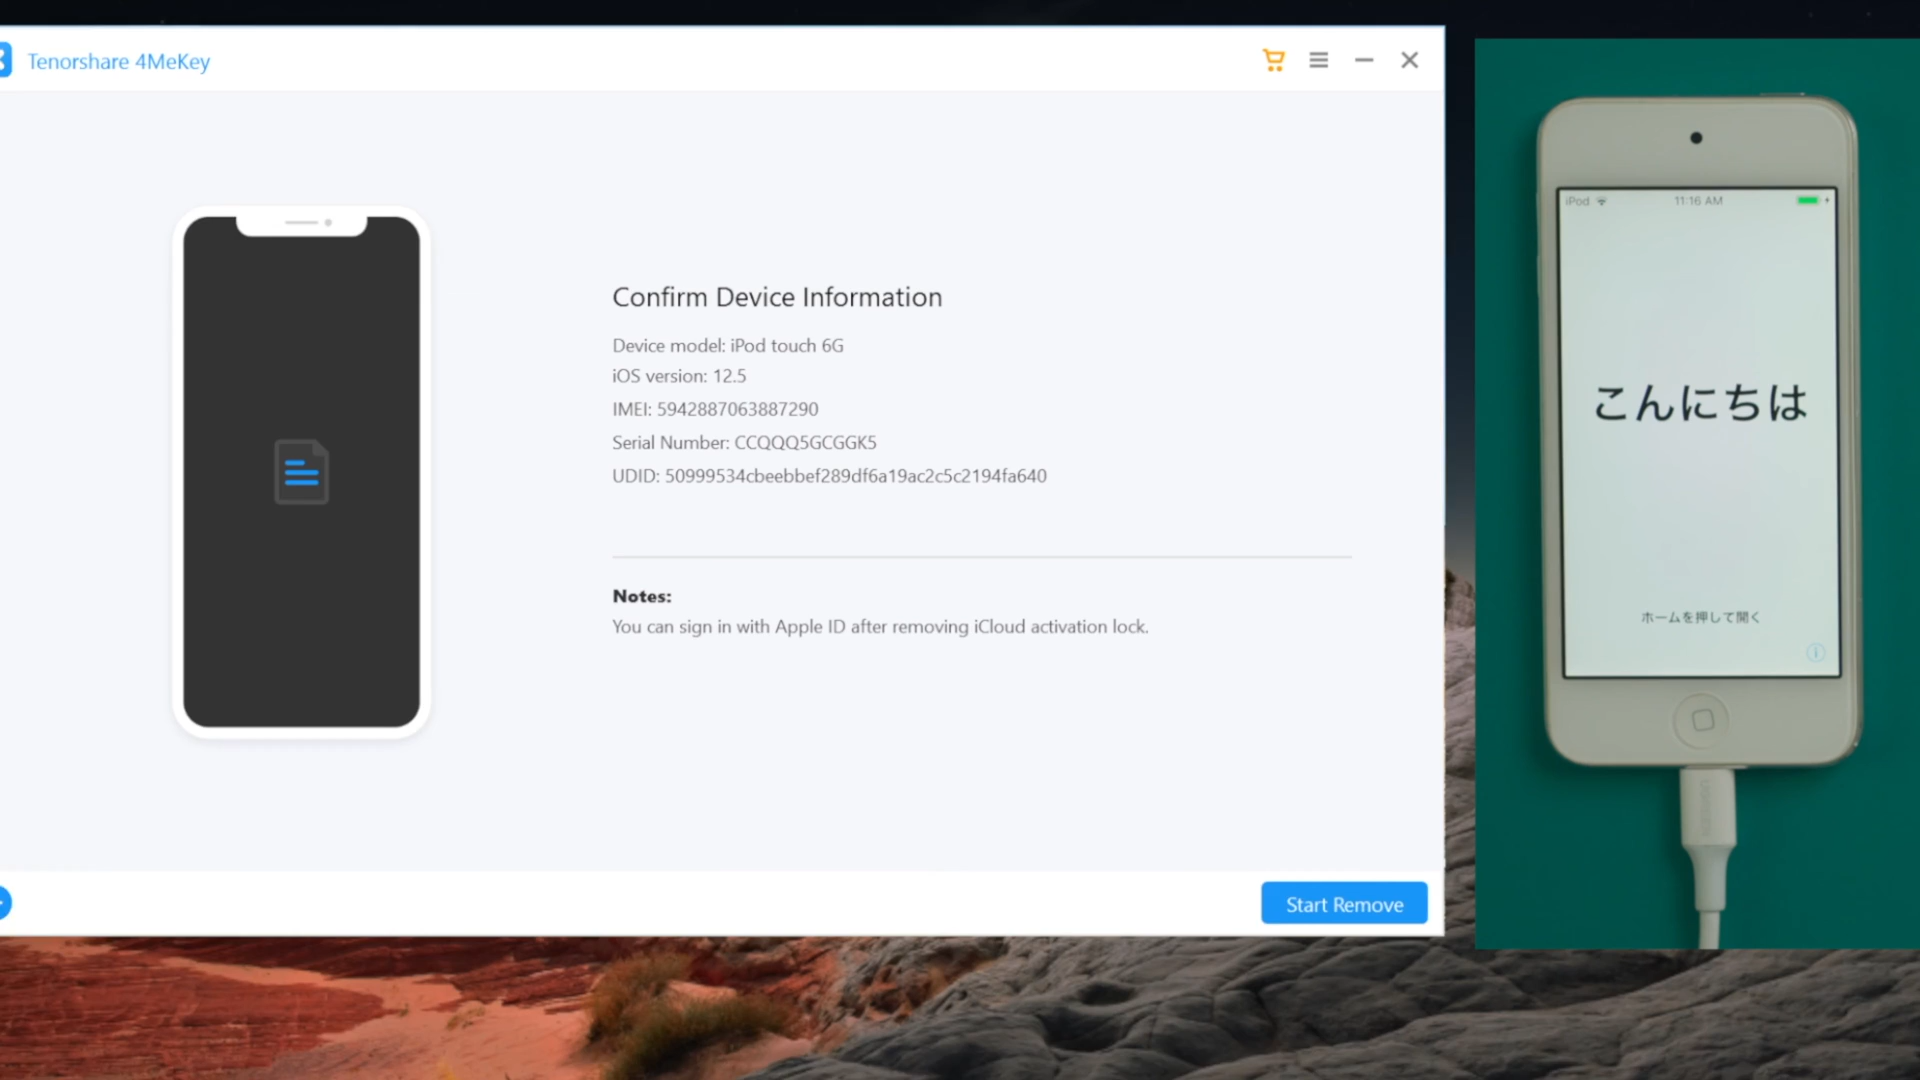 Tenorshare 4MeKey
Confirm Device Information
Device model: iPod touch 6G
iOS version: 12.5
IMEI: 5942887063887290
Serial Number: CCQQQ5GCGGK5
UDID: 50999534cbeebbef289df6a19ac2c5c2194fa640
Notes:
You can sign in with Apple ID after removing iCloud activation lock.
Start Remove
iPod
11:16 AM
こんにちは
ホームを押して開く